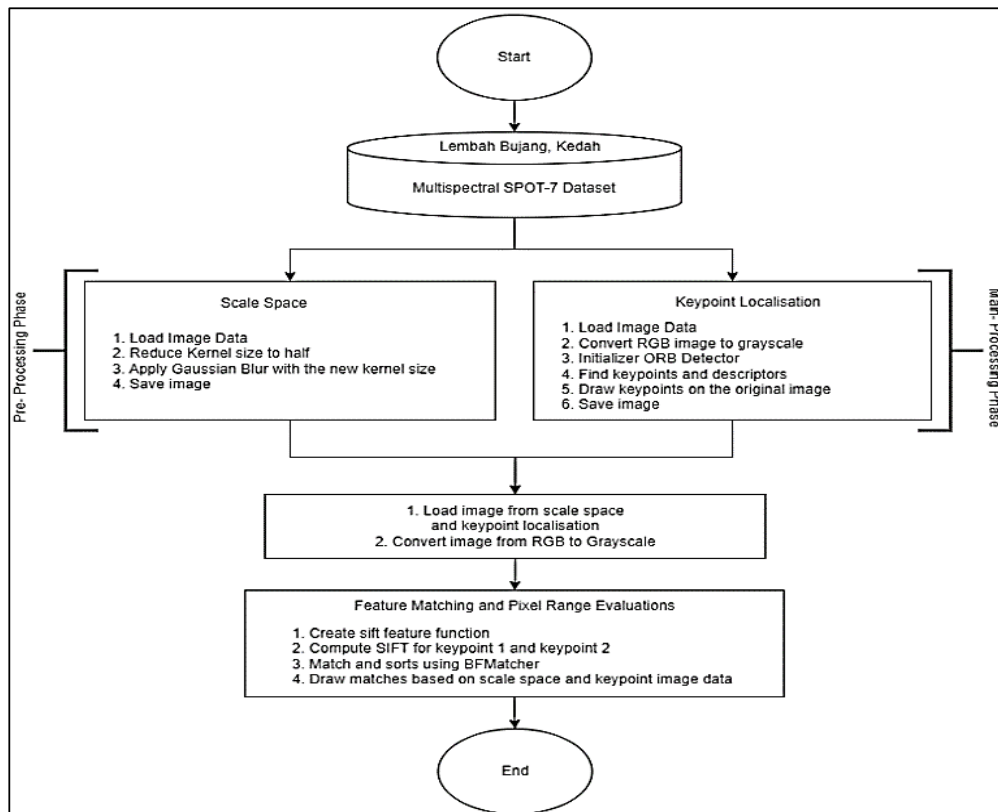 Start
Lembah Bujang, Kedah
Multispectral SPOT-7 Dataset
Pre- Processing Phase
Scale Space
1. Load Image Data
2. Reduce Kernel size to half
3. Apply Gaussian Blur with the new kernel size
4. Save image
Keypoint Localisation
1. Load Image Data
2. Convert RGB image to grayscale
3. Initializer ORB Detector
4. Find keypoints and descriptors
5. Draw keypoints on the original image
6. Save image
Main- Processing Phase
1. Load image from scale space
and keypoint localisation
2. Convert image from RGB to Grayscale
Feature Matching and Pixel Range Evaluations
1. Create sift feature function
2. Compute SIFT for keypoint 1 and keypoint 2
3. Match and sorts using BFMatcher
4. Draw matches based on scale space and keypoint image data
End